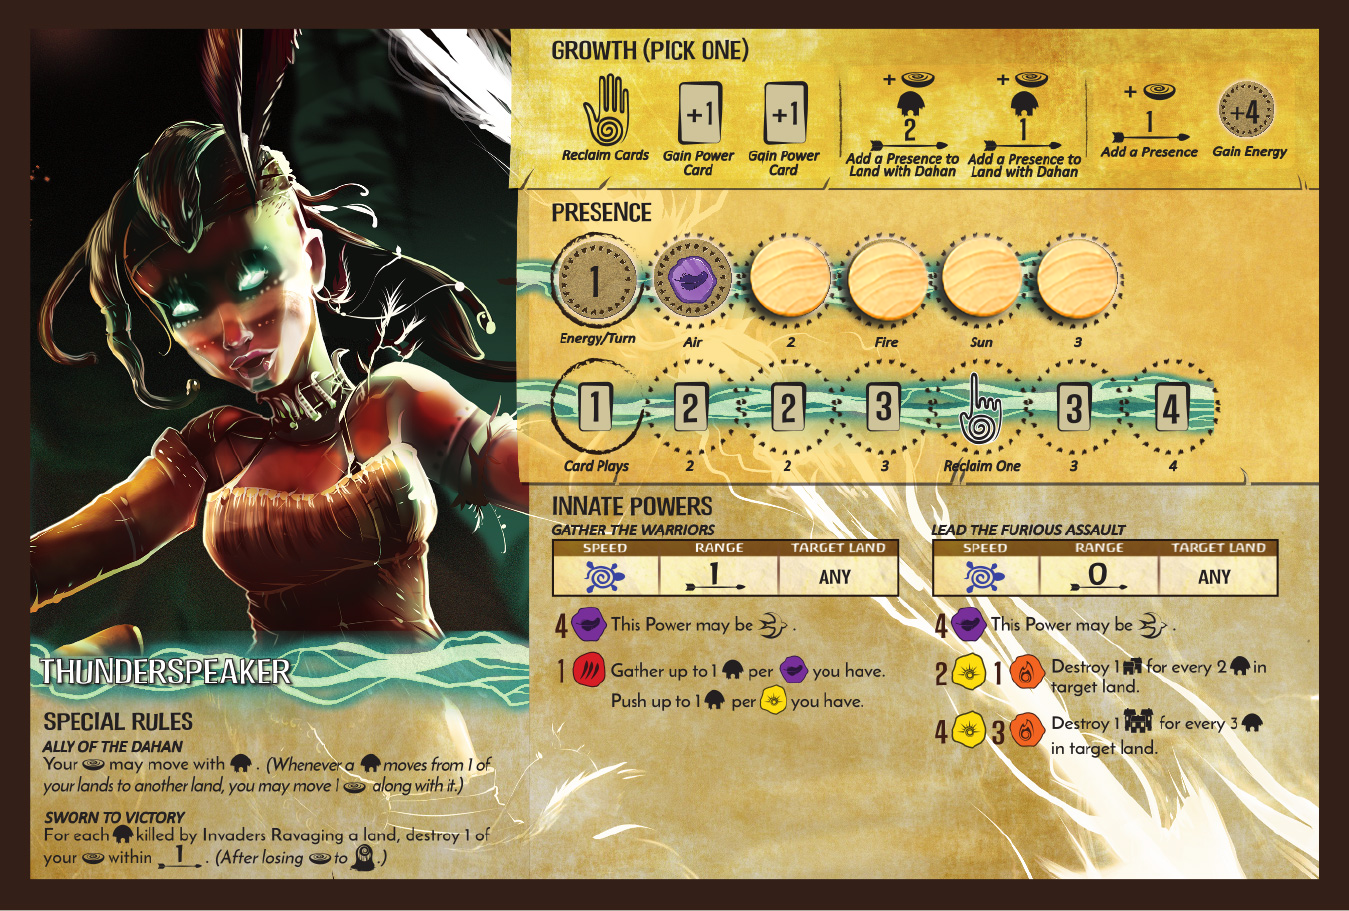 GROWTH (PICK ONE)
+ + +
+1 +1 2 1 1 +4
Reclaim Cards Gain Power Card Gain Power Card Add a Presence to Land with Dahan Add a Presence to Land with Dahan Add a Presence Gain Energy
PRESENCE
1
Energy/Turn Air 2 Fire Sun 3
1 2 2 3 3 4
Card Plays 2 2 3 Reclaim One 3 4
INNATE POWERS
GATHER THE WARRIORS
SPEED RANGE TARGET LAND
1 ANY
4 This Power may be .
1 Gather up to 1 per you have.
Push up to 1 per you have.
LEAD THE FURIOUS ASSAULT
SPEED RANGE TARGET LAND
0 ANY
4 This Power may be .
2 1 Destroy 1 for every 2 in
target land.
4 3 Destroy 1 for every 3
in target land.
THUNDERSPEAKER
SPECIAL RULES
ALLY OF THE DAHAN
Your may move with . (Whenever a moves from 1 of
your lands to another land, you may move 1 along with it.)
SWORN TO VICTORY
For each killed by Invaders Ravaging a land, destroy 1 of
your within 1 . (After losing to .)